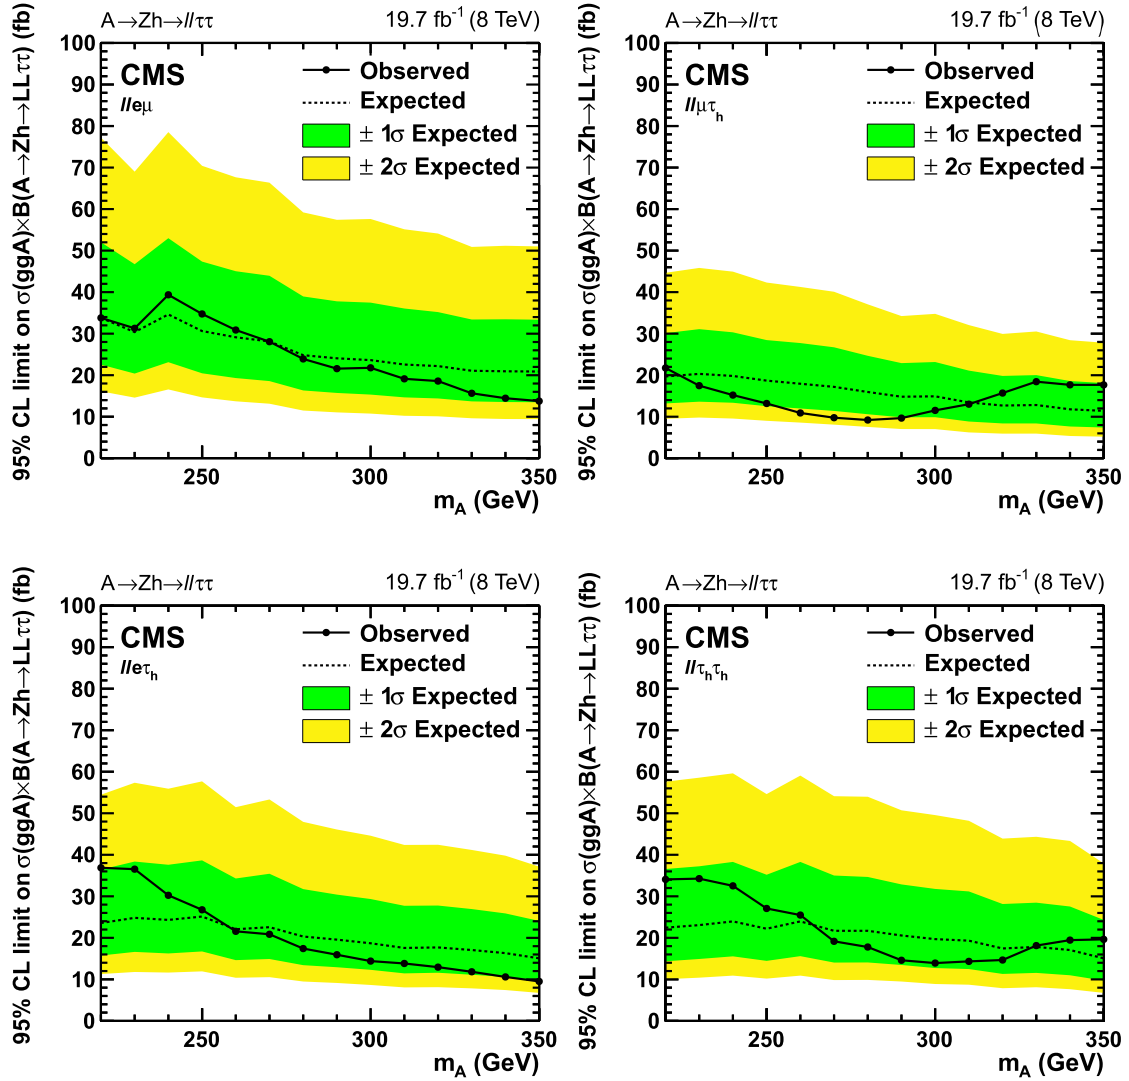 A→Zh→llττ 19.7 fb⁻¹ (8 TeV)
95% CL limit on σ(ggA)×B(A→Zh→LLττ) (fb)
100
90
80
70
60
50
40
30
20
10
0
CMS
lleμ
Observed
Expected
± 1σ Expected
± 2σ Expected
250 300 350
m_A (GeV)
A→Zh→llττ 19.7 fb⁻¹ (8 TeV)
95% CL limit on σ(ggA)×B(A→Zh→LLττ) (fb)
100
90
80
70
60
50
40
30
20
10
0
CMS
llμτ_h
Observed
Expected
± 1σ Expected
± 2σ Expected
250 300 350
m_A (GeV)
A→Zh→llττ 19.7 fb⁻¹ (8 TeV)
95% CL limit on σ(ggA)×B(A→Zh→LLττ) (fb)
100
90
80
70
60
50
40
30
20
10
0
CMS
lleτ_h
Observed
Expected
± 1σ Expected
± 2σ Expected
250 300 350
m_A (GeV)
A→Zh→llττ 19.7 fb⁻¹ (8 TeV)
95% CL limit on σ(ggA)×B(A→Zh→LLττ) (fb)
100
90
80
70
60
50
40
30
20
10
0
CMS
llτ_hτ_h
Observed
Expected
± 1σ Expected
± 2σ Expected
250 300 350
m_A (GeV)